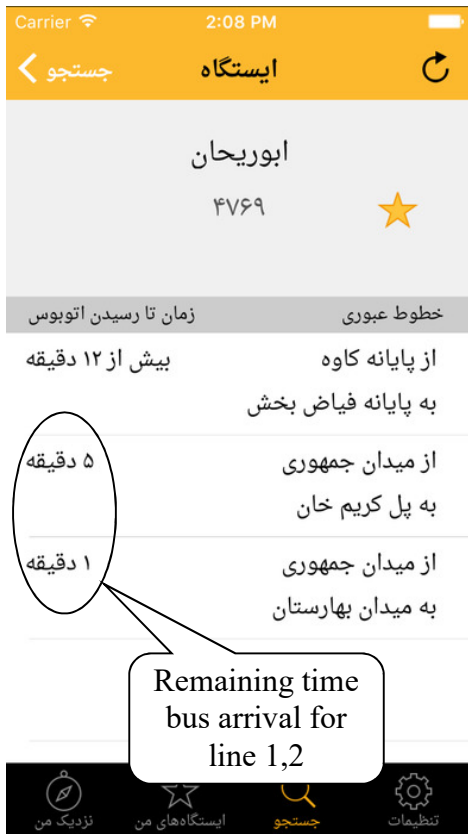 Carrier 2:08 PM
جستجو ایستگاه
ابوریحان
۴۷۶۹
خطوط عبوری زمان تا رسیدن اتوبوس
از پایانه کاوه بیش از ۱۲ دقیقه
به پایانه فیاض بخش
از میدان جمهوری ۵ دقیقه
به پل کریم خان
از میدان جمهوری ۱ دقیقه
به میدان بهارستان
Remaining time
bus arrival for
line 1,2
تنظیمات جستجو ایستگاه‌های من نزدیک من